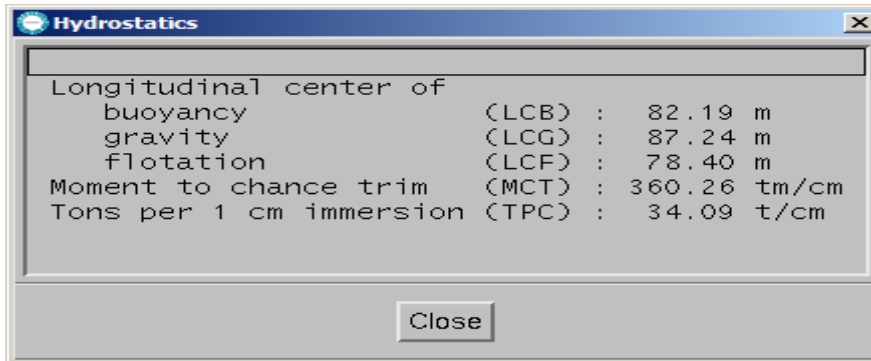 Hydrostatics
Longitudinal center of
buoyancy (LCB) : 82.19 m
gravity (LCG) : 87.24 m
flotation (LCF) : 78.40 m
Moment to chance trim (MCT) : 360.26 tm/cm
Tons per 1 cm immersion (TPC) : 34.09 t/cm
Close